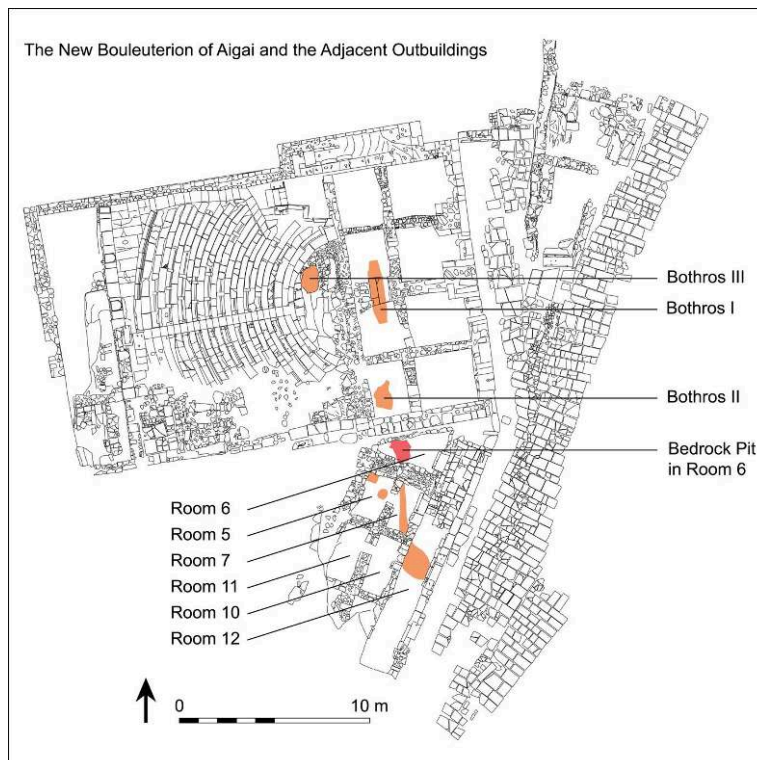 The New Bouleuterion of Aigai and the Adjacent Outbuildings
Bothros III
Bothros I
Bothros II
Bedrock Pit
in Room 6
Room 6
Room 5
Room 7
Room 11
Room 10
Room 12
0
10 m